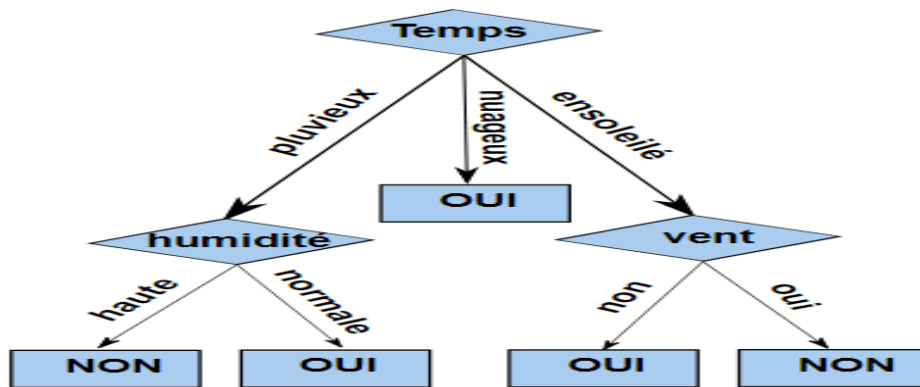 Temps
pluvieux
nuageux
ensoleilé
OUI
humidité
vent
haute
normale
non
oui
NON
OUI
OUI
NON